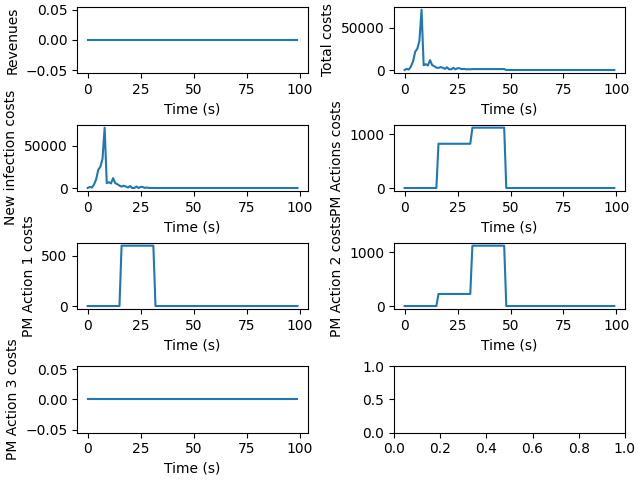 Revenues
0.05
0.00
−0.05
0 25 50 75 100
Time (s)
Total costs
50000
0
0 25 50 75 100
Time (s)
New infection costs
50000
0
0 25 50 75 100
Time (s)
PM Actions costs
1000
0
0 25 50 75 100
Time (s)
PM Action 1 costs
500
0
0 25 50 75 100
Time (s)
PM Action 2 costs
1000
0
0 25 50 75 100
Time (s)
PM Action 3 costs
0.05
0.00
−0.05
0 25 50 75 100
Time (s)
1.0
0.5
0.0
0.0 0.2 0.4 0.6 0.8 1.0